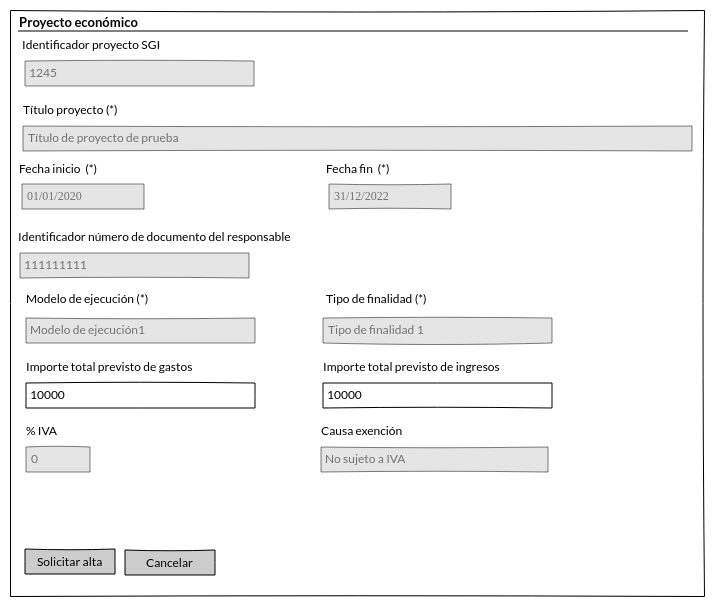 Proyecto económico
Identificador proyecto SGI
1245
Título proyecto (*)
Título de proyecto de prueba
Fecha inicio (*) Fecha fin (*)
01/01/2020 31/12/2022
Identificador número de documento del responsable
111111111
Modelo de ejecución (*) Tipo de finalidad (*)
Modelo de ejecución1 Tipo de finalidad 1
Importe total previsto de gastos Importe total previsto de ingresos
10000 10000
% IVA Causa exención
0 No sujeto a IVA
Solicitar alta Cancelar